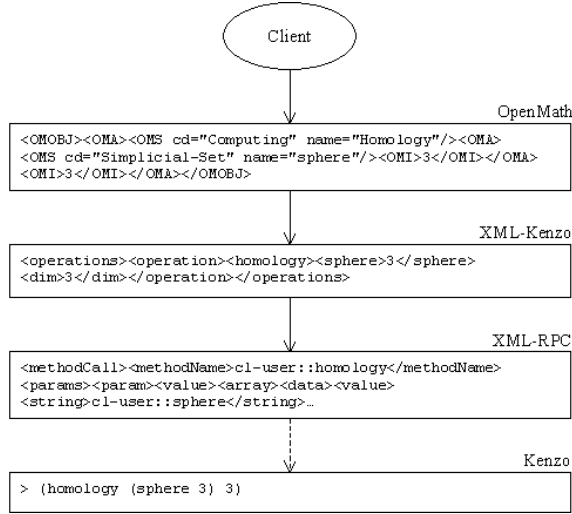 Client
OpenMath
<OMOBJ><OMA><OMS cd="Computing" name="Homology"/><OMA>
<OMS cd="Simplicial-Set" name="sphere"/><OMI>3</OMI></OMA>
<OMI>3</OMI></OMA></OMOBJ>
XML-Kenzo
<operations><operation><homology><sphere>3</sphere>
<dim>3</dim></operation></operations>
XML-RPC
<methodCall><methodName>cl-user::homology</methodName>
<params><param><value><array><data><value>
<string>cl-user::sphere</string>…
Kenzo
> (homology (sphere 3) 3)